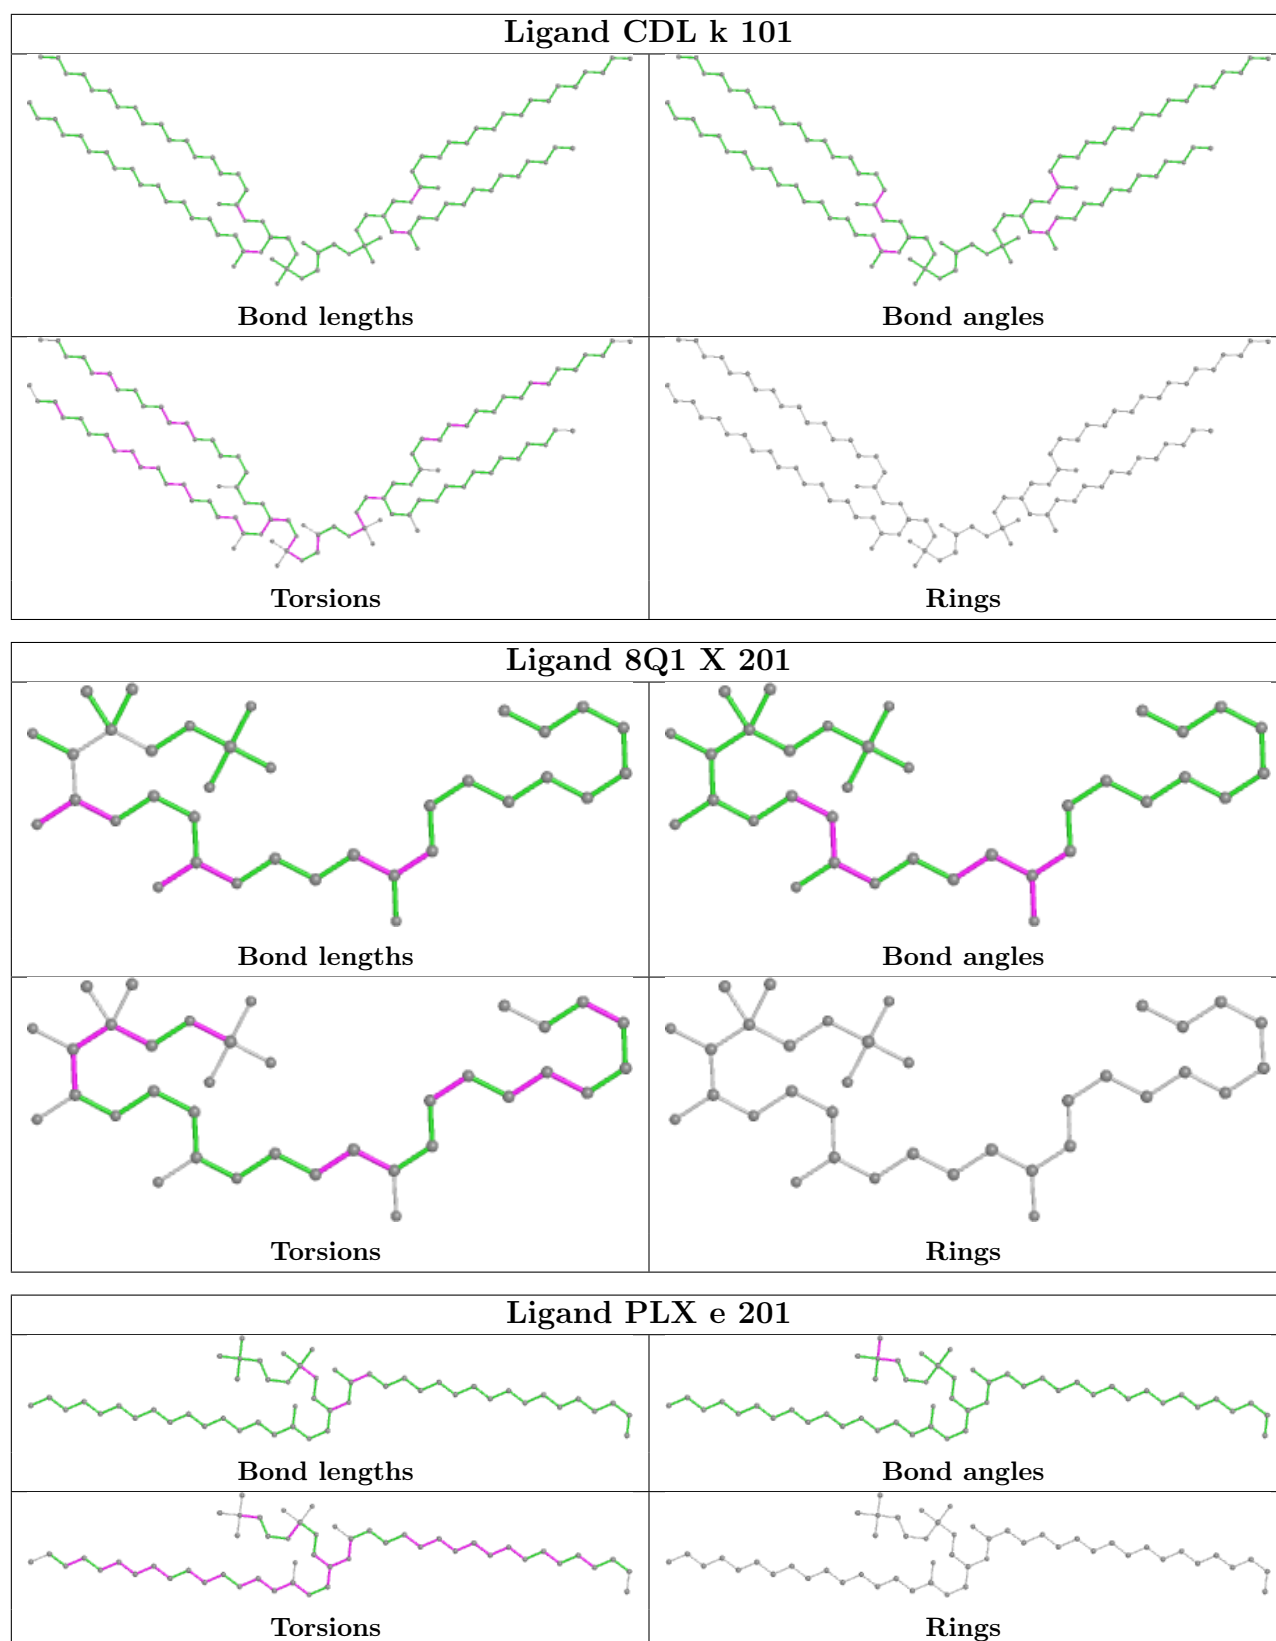 Ligand CDL k 101
Bond lengths
Bond angles
Torsions
Rings
Ligand 8Q1 X 201
Bond lengths
Bond angles
Torsions
Rings
Ligand PLX e 201
Bond lengths
Bond angles
Torsions
Rings